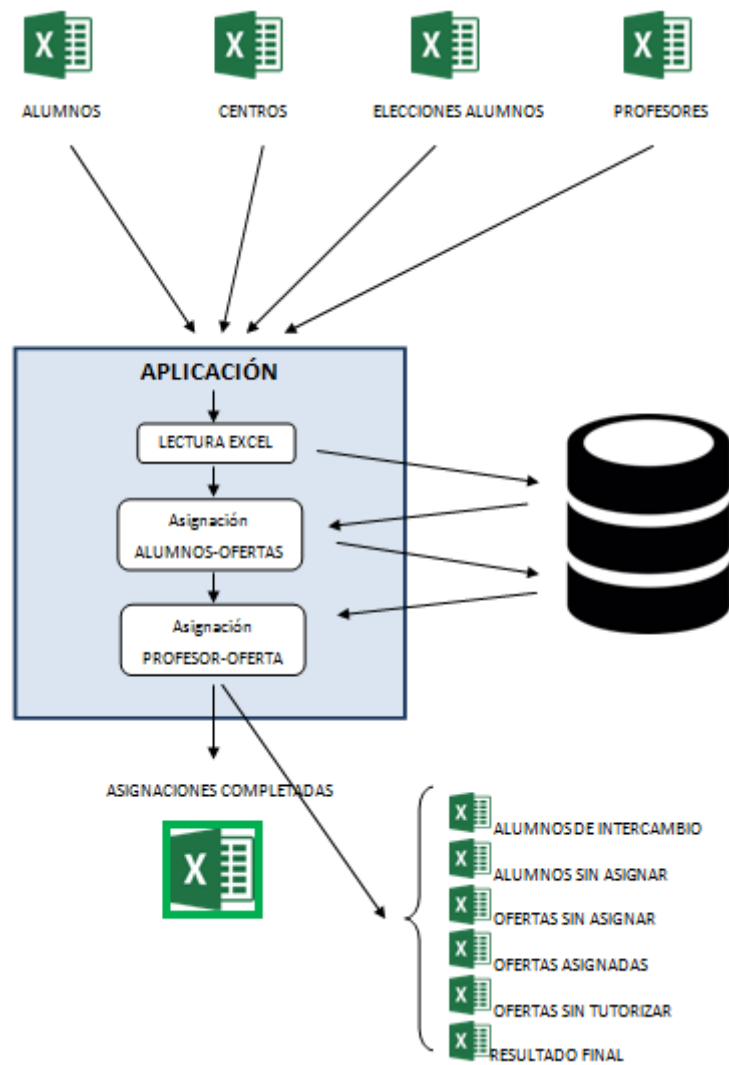 ALUMNOS
CENTROS
ELECCIONES ALUMNOS
PROFESORES
APLICACIÓN
LECTURA EXCEL
Asignación
ALUMNOS-OFERTAS
Asignación
PROFESOR-OFERTA
ASIGNACIONES COMPLETADAS
ALUMNOS DE INTERCAMBIO
ALUMNOS SIN ASIGNAR
OFERTAS SIN ASIGNAR
OFERTAS ASIGNADAS
OFERTAS SIN TUTORIZAR
RESULTADO FINAL